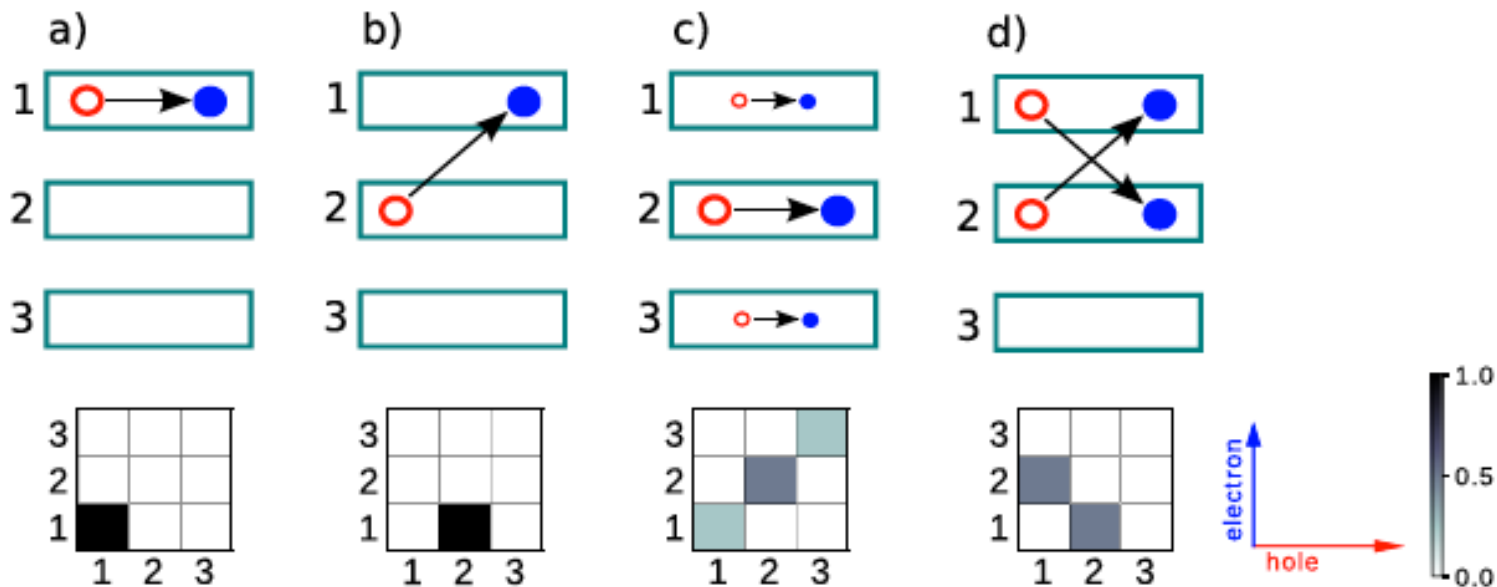 a) b) c) d)
1 1 1 1
2 2 2 2
3 3 3 3
3 3 3 3 1.0
2 2 2 2 0.5
1 1 1 1
electron
hole
0.0
1 2 3 1 2 3 1 2 3 1 2 3